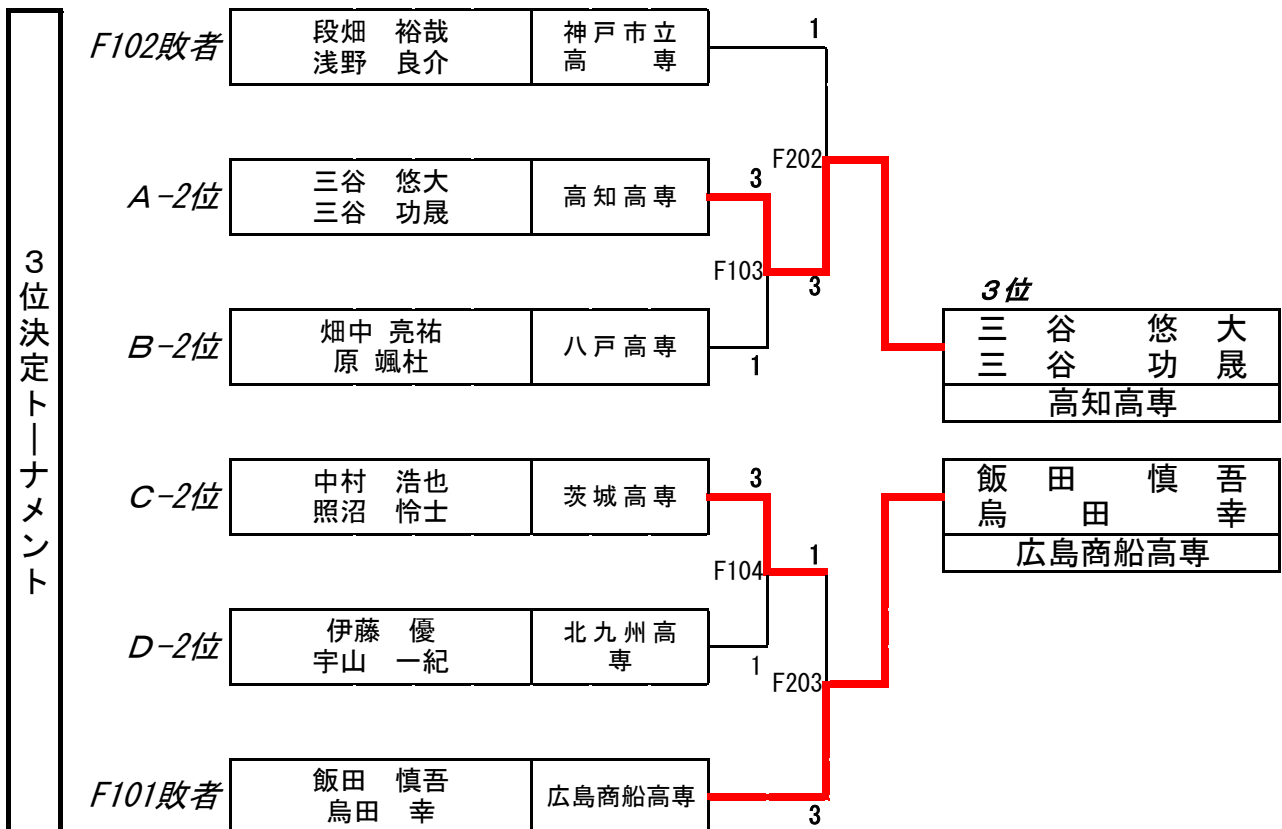 3位決定トーナメント
F102敗者
段畑 裕哉
浅野 良介
神戸市立
高 専
1
F202
A-2位
三谷 悠大
三谷 功晟
高知高専
3
F103
3
B-2位
畑中 亮祐
原 颯杜
八戸高専
1
3位
三 谷 悠 大
三 谷 功 晟
高知高専
C-2位
中村 浩也
照沼 怜士
茨城高専
3
F104
1
D-2位
伊藤 優
宇山 一紀
北九州高
専
1
F203
飯 田 慎 吾
烏 田 幸
広島商船高専
F101敗者
飯田 慎吾
烏田 幸
広島商船高専
3